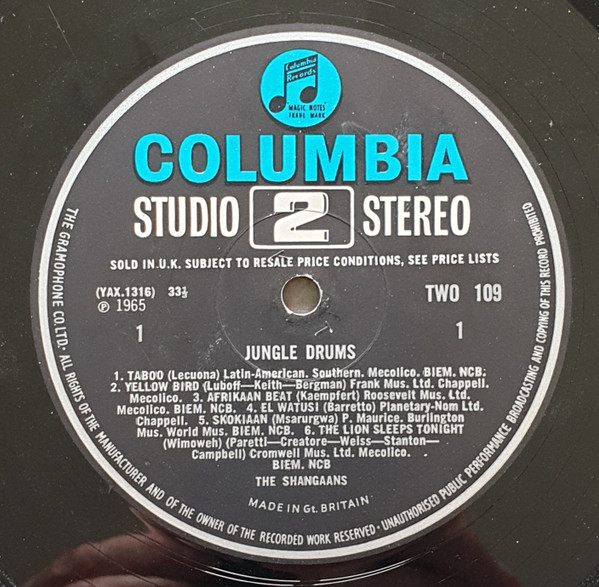 Columbia
Records
MAGIC NOTES
TRADE MARK
COLUMBIA
STUDIO 2 STEREO
SOLD IN U.K. SUBJECT TO RESALE PRICE CONDITIONS, SEE PRICE LISTS
(YAX.1316) 33⅓
TWO 109
℗ 1965
1
1
JUNGLE DRUMS
1. TABOO (Lecuona) Latin-American. Southern. Mecolico. BIEM. NCB.
2. YELLOW BIRD (Luboff—Keith—Bergman) Frank Mus. Ltd. Chappell.
Mecolico. 3. AFRIKAAN BEAT (Kaempfert) Roosevelt Mus. Ltd.
Mecolico. BIEM. NCB. 4. EL WATUSI (Barretto) Planetary-Nom Ltd.
Chappell. 5. SKOKIAAN (Msarurgwa) P. Maurice. Burlington
Mus. World Mus. BIEM. NCB. 6. THE LION SLEEPS TONIGHT
(Wimoweh) (Paretti—Creatore—Weiss—Stanton—
Campbell) Cromwell Mus. Ltd. Mecolico.
BIEM. NCB
THE SHANGAANS
MADE IN Gt. BRITAIN
THE GRAMOPHONE CO. LTD. · ALL RIGHTS OF THE MANUFACTURER AND OF THE OWNER OF THE RECORDED WORK RESERVED · UNAUTHORISED PUBLIC PERFORMANCE BROADCASTING AND COPYING OF THIS RECORD PROHIBITED